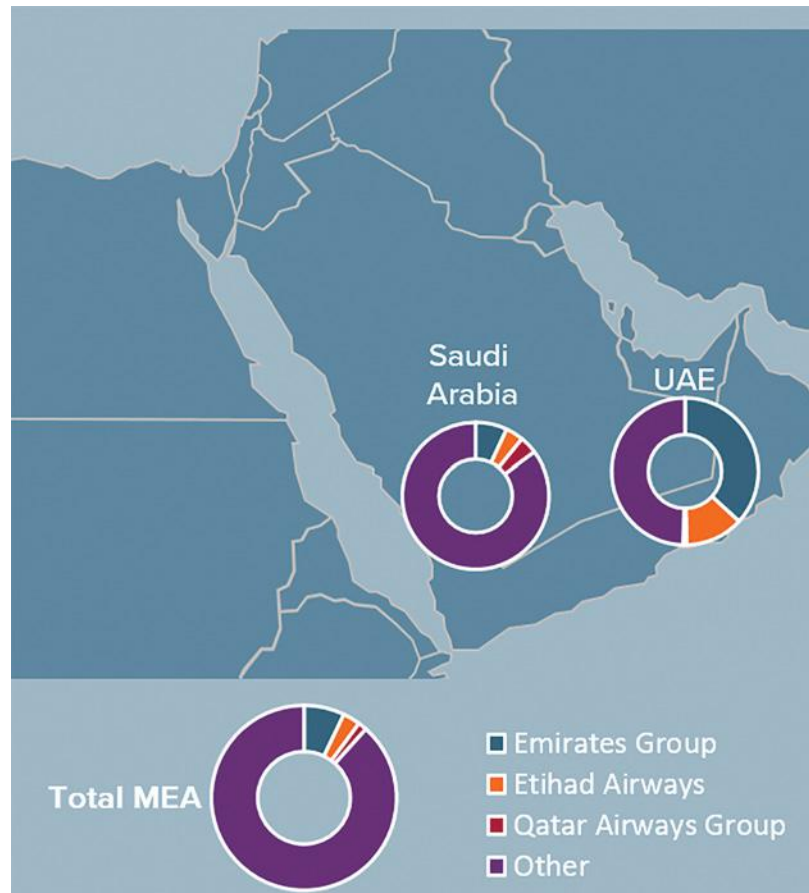 Saudi
Arabia
UAE
Total MEA
Emirates Group
Etihad Airways
Qatar Airways Group
Other